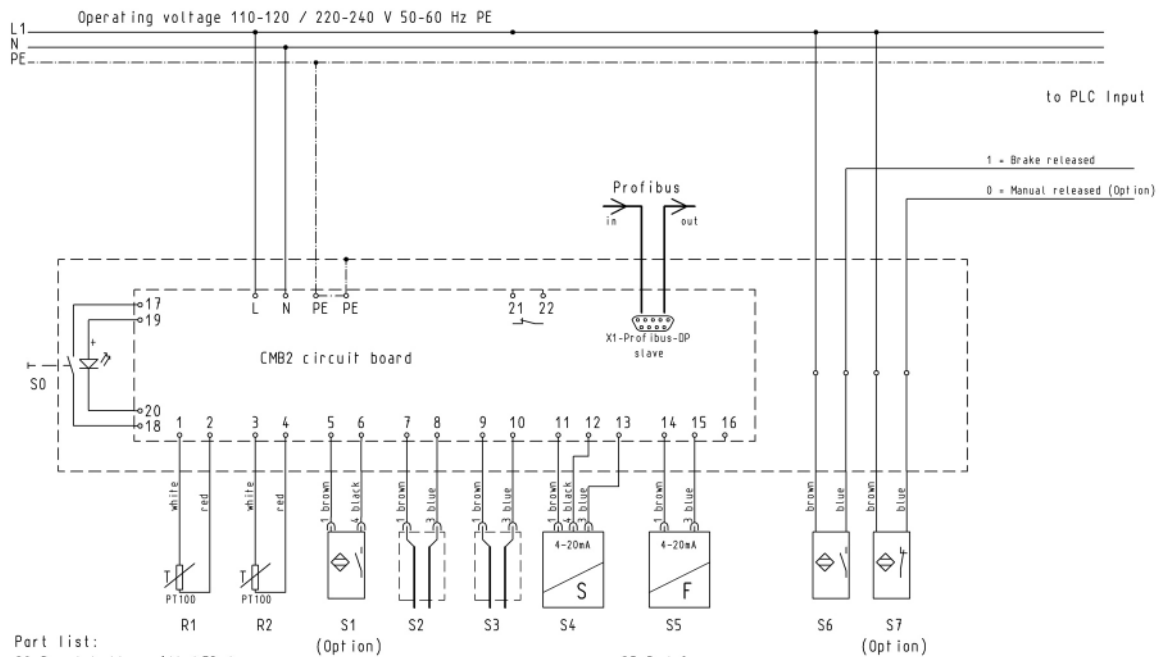 Operating voltage 110-120 / 220-240 V 50-60 Hz PE
L1
N
PE
to PLC Input
1 = Brake released
0 = Manual released (Option)
Profibus
in
out
17
19
L N PE PE
21 22
X1-Profibus-DP
slave
CMB2 circuit board
+
S0
20
18
1 2 3 4 5 6 7 8 9 10 11 12 13 14 15 16
white
red
white
red
1 brown
4 black
1 brown
3 blue
1 brown
3 blue
1 brown
4 black
3 blue
1 brown
3 blue
brown
blue
brown
blue
4-20mA
4-20mA
T
T
S
F
PT100
PT100
R1 R2 S1 S2 S3 S4 S5 S6 S7
(Option)
(Option)
Part list: